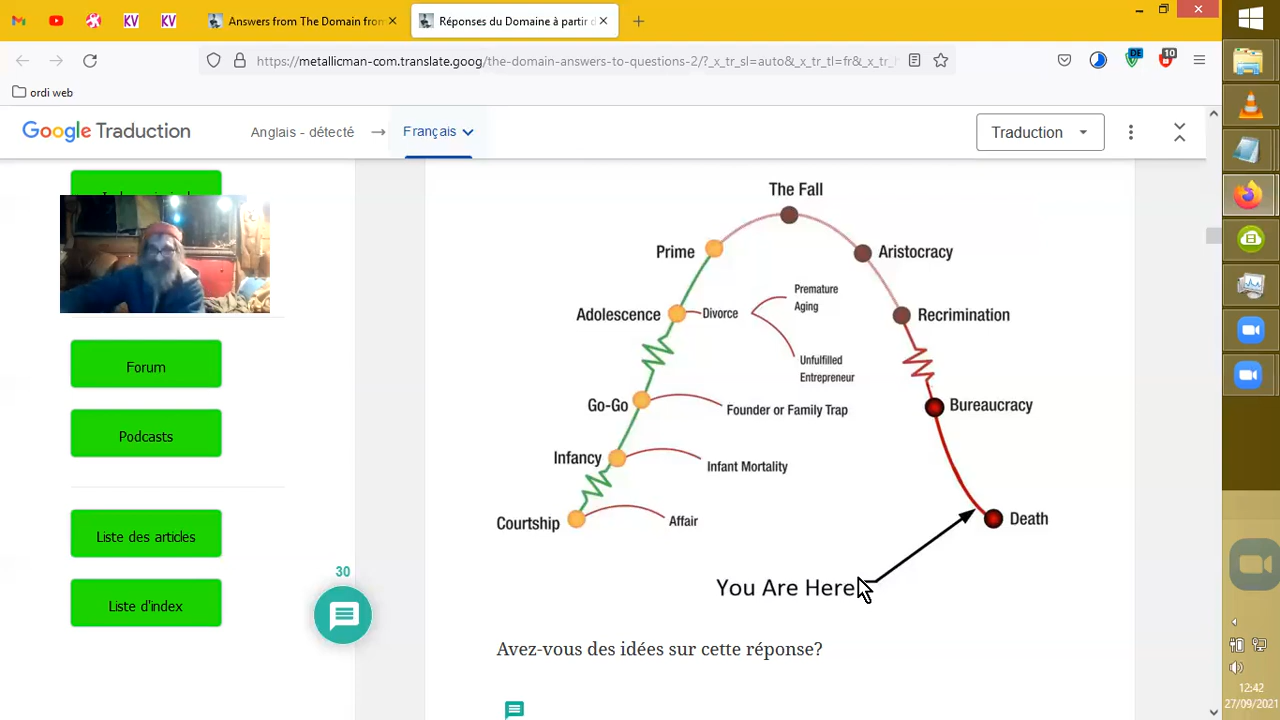 Answers from The Domain from
Réponses du Domaine à partir d
https://metallicman-com.translate.goog/the-domain-answers-to-questions-2/?_x_tr_sl=auto&_x_tr_tl=fr&_x_tr_
DE
10
ordi web
Google Traduction
Anglais - détecté
Français
Traduction
Forum
Podcasts
Liste des articles
Liste d'index
30
The Fall
Prime
Aristocracy
Adolescence
Divorce
Premature
Aging
Recrimination
Unfulfilled
Entrepreneur
Go-Go
Founder or Family Trap
Bureaucracy
Infancy
Infant Mortality
Courtship
Affair
Death
You Are Here
Avez-vous des idées sur cette réponse?
12:42
27/09/2021